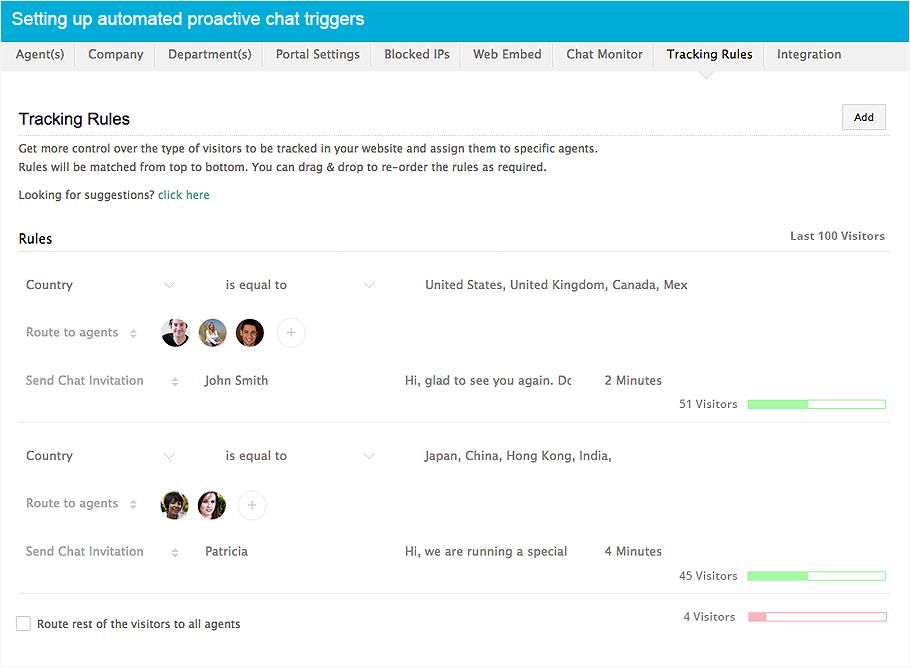 Setting up automated proactive chat triggers
Agent(s) Company Department(s) Portal Settings Blocked IPs Web Embed Chat Monitor Tracking Rules Integration
Tracking Rules Add
Get more control over the type of visitors to be tracked in your website and assign them to specific agents.
Rules will be matched from top to bottom. You can drag & drop to re-order the rules as required.
Looking for suggestions? click here
Rules Last 100 Visitors
Country is equal to United States, United Kingdom, Canada, Mex
Route to agents
Send Chat Invitation John Smith Hi, glad to see you again. Dc 2 Minutes
51 Visitors
Country is equal to Japan, China, Hong Kong, India,
Route to agents
Send Chat Invitation Patricia Hi, we are running a special 4 Minutes
45 Visitors
4 Visitors
Route rest of the visitors to all agents